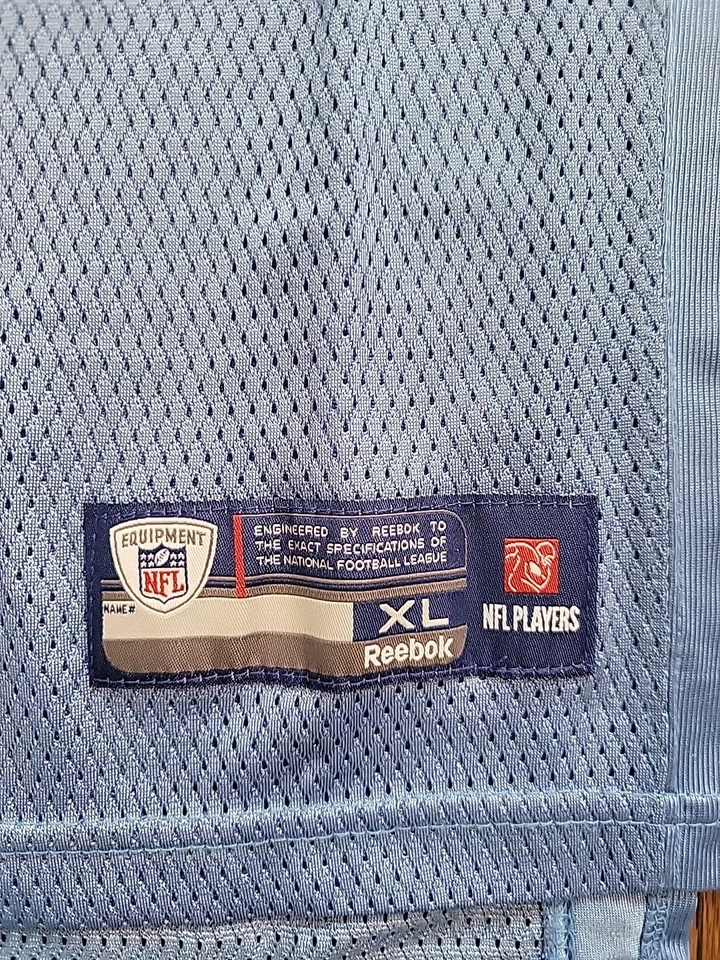 EQUIPMENT
NFL
ENGINEERED BY REEBOK TO
THE EXACT SPECIFICATIONS OF
THE NATIONAL FOOTBALL LEAGUE
NAME#
XL
Reebok
NFL PLAYERS